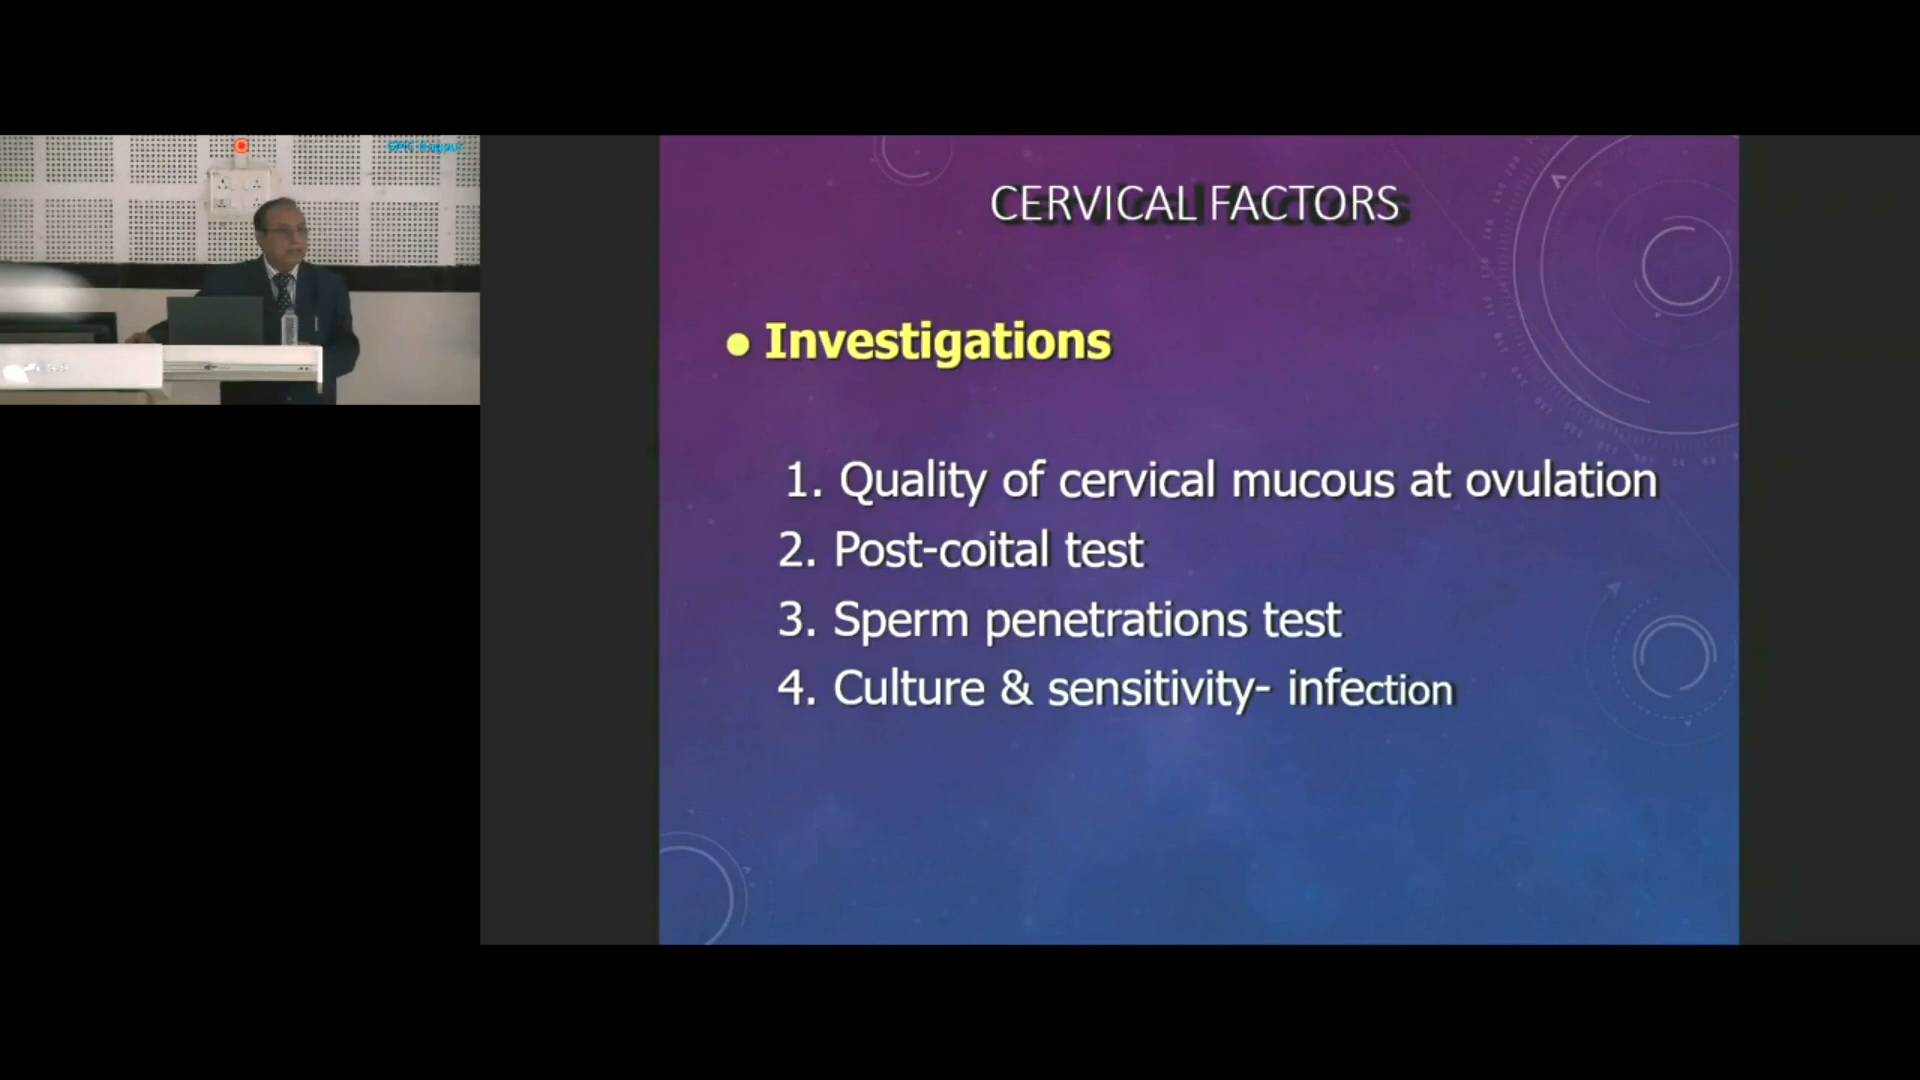 CERVICAL FACTORS
Investigations
1. Quality of cervical mucous at ovulation
2. Post-coital test
3. Sperm penetrations test
4. Culture & sensitivity- infection